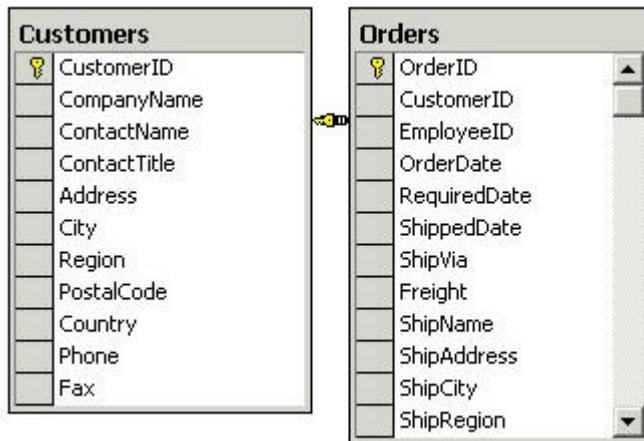 Customers
CustomerID
CompanyName
ContactName
ContactTitle
Address
City
Region
PostalCode
Country
Phone
Fax
Orders
OrderID
CustomerID
EmployeeID
OrderDate
RequiredDate
ShippedDate
ShipVia
Freight
ShipName
ShipAddress
ShipCity
ShipRegion